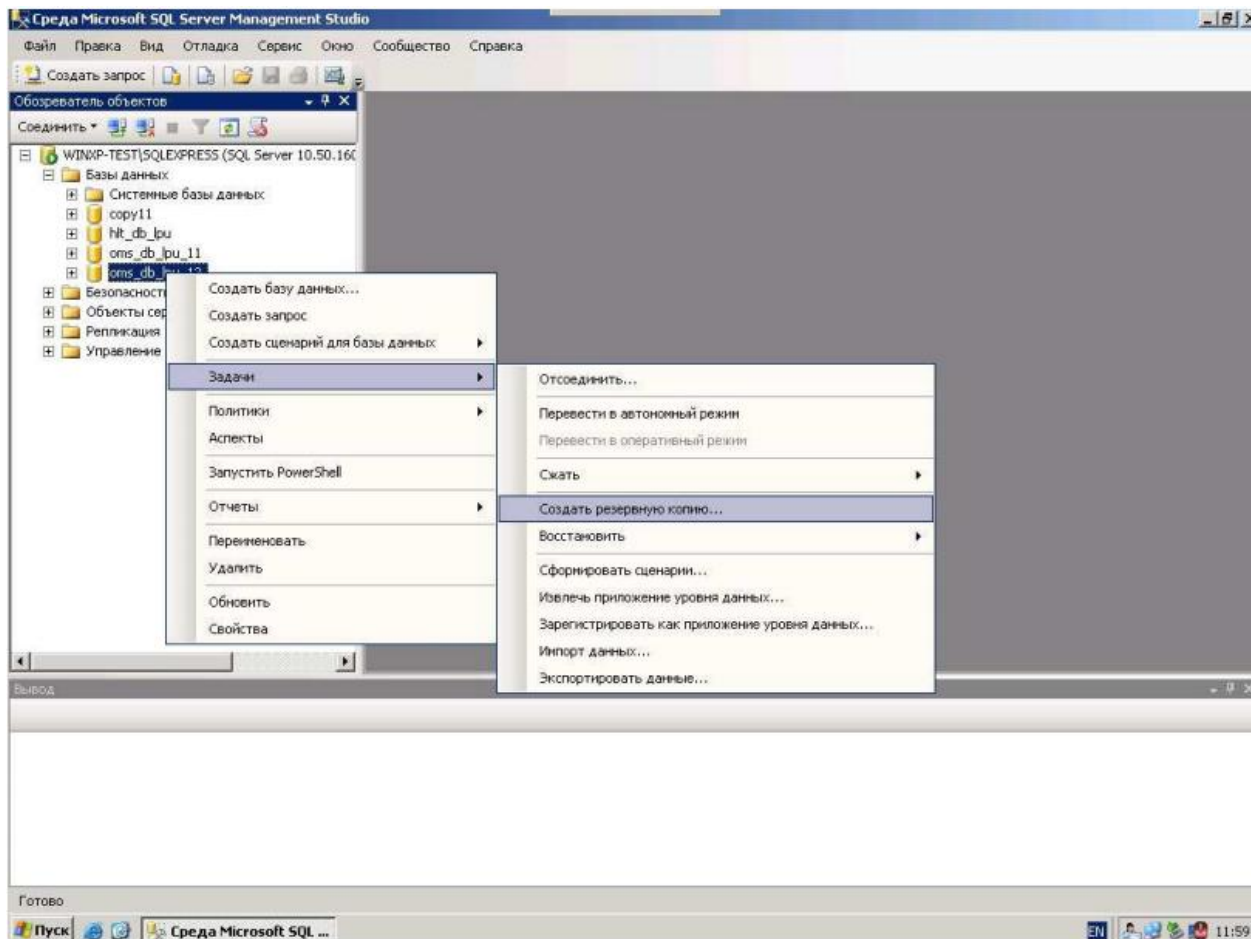 Среда Microsoft SQL Server Management Studio
Файл Правка Вид Отладка Сервис Окно Сообщество Справка
Создать запрос
Обозреватель объектов
Соединить
WINXP-TEST\SQLEXPRESS (SQL Server 10.50.160
Базы данных
Системные базы данных
copy11
hlt_db_lpu
oms_db_lpu_11
oms_db_lpu_12
Безопасность
Объекты сер
Репликация
Управление
Создать базу данных...
Создать запрос
Создать сценарий для базы данных
Задачи
Политики
Аспекты
Запустить PowerShell
Отчеты
Переименовать
Удалить
Обновить
Свойства
Отсоединить...
Перевести в автономный режим
Перевести в оперативный режим
Сжать
Создать резервную копию...
Восстановить
Сформировать сценарии...
Извлечь приложение уровня данных...
Зарегистрировать как приложение уровня данных...
Импорт данных...
Экспортировать данные...
Вывод
Готово
Пуск
Среда Microsoft SQL ...
EN
11:59